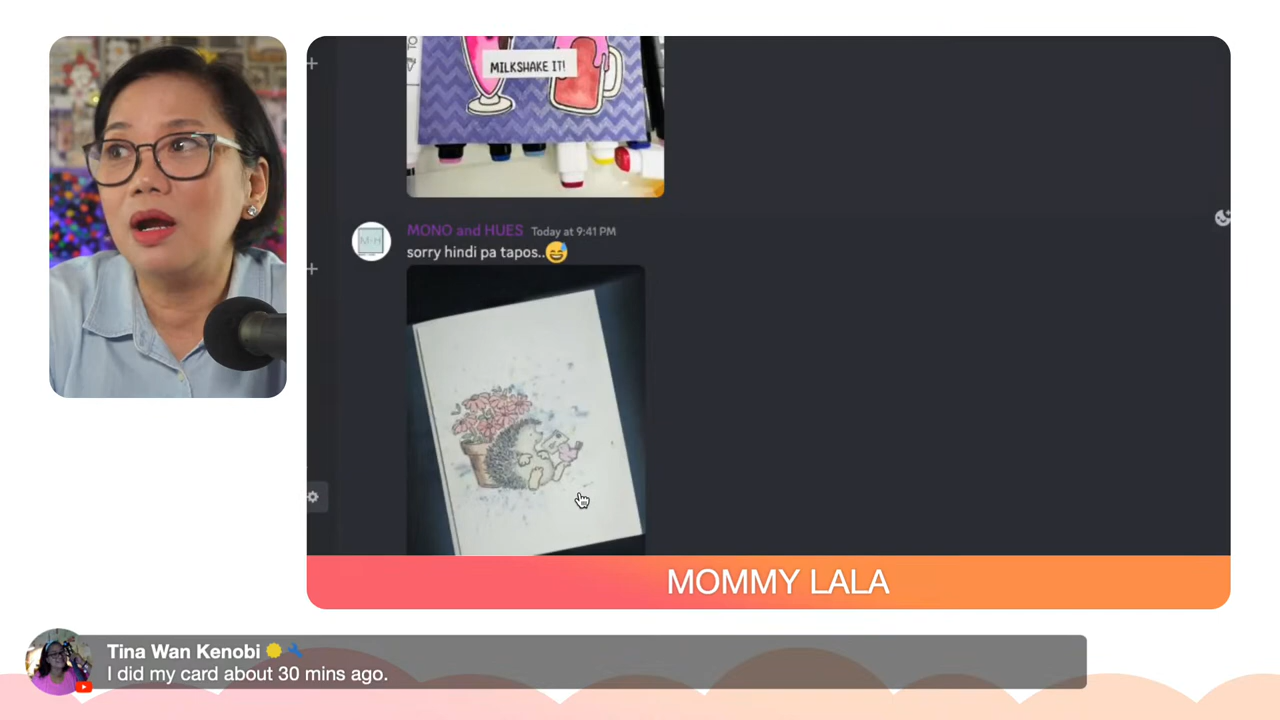 MILKSHAKE IT!
MONO and HUES Today at 9:41 PM
sorry hindi pa tapos..😅
M-H
MOMMY LALA
Tina Wan Kenobi
I did my card about 30 mins ago.